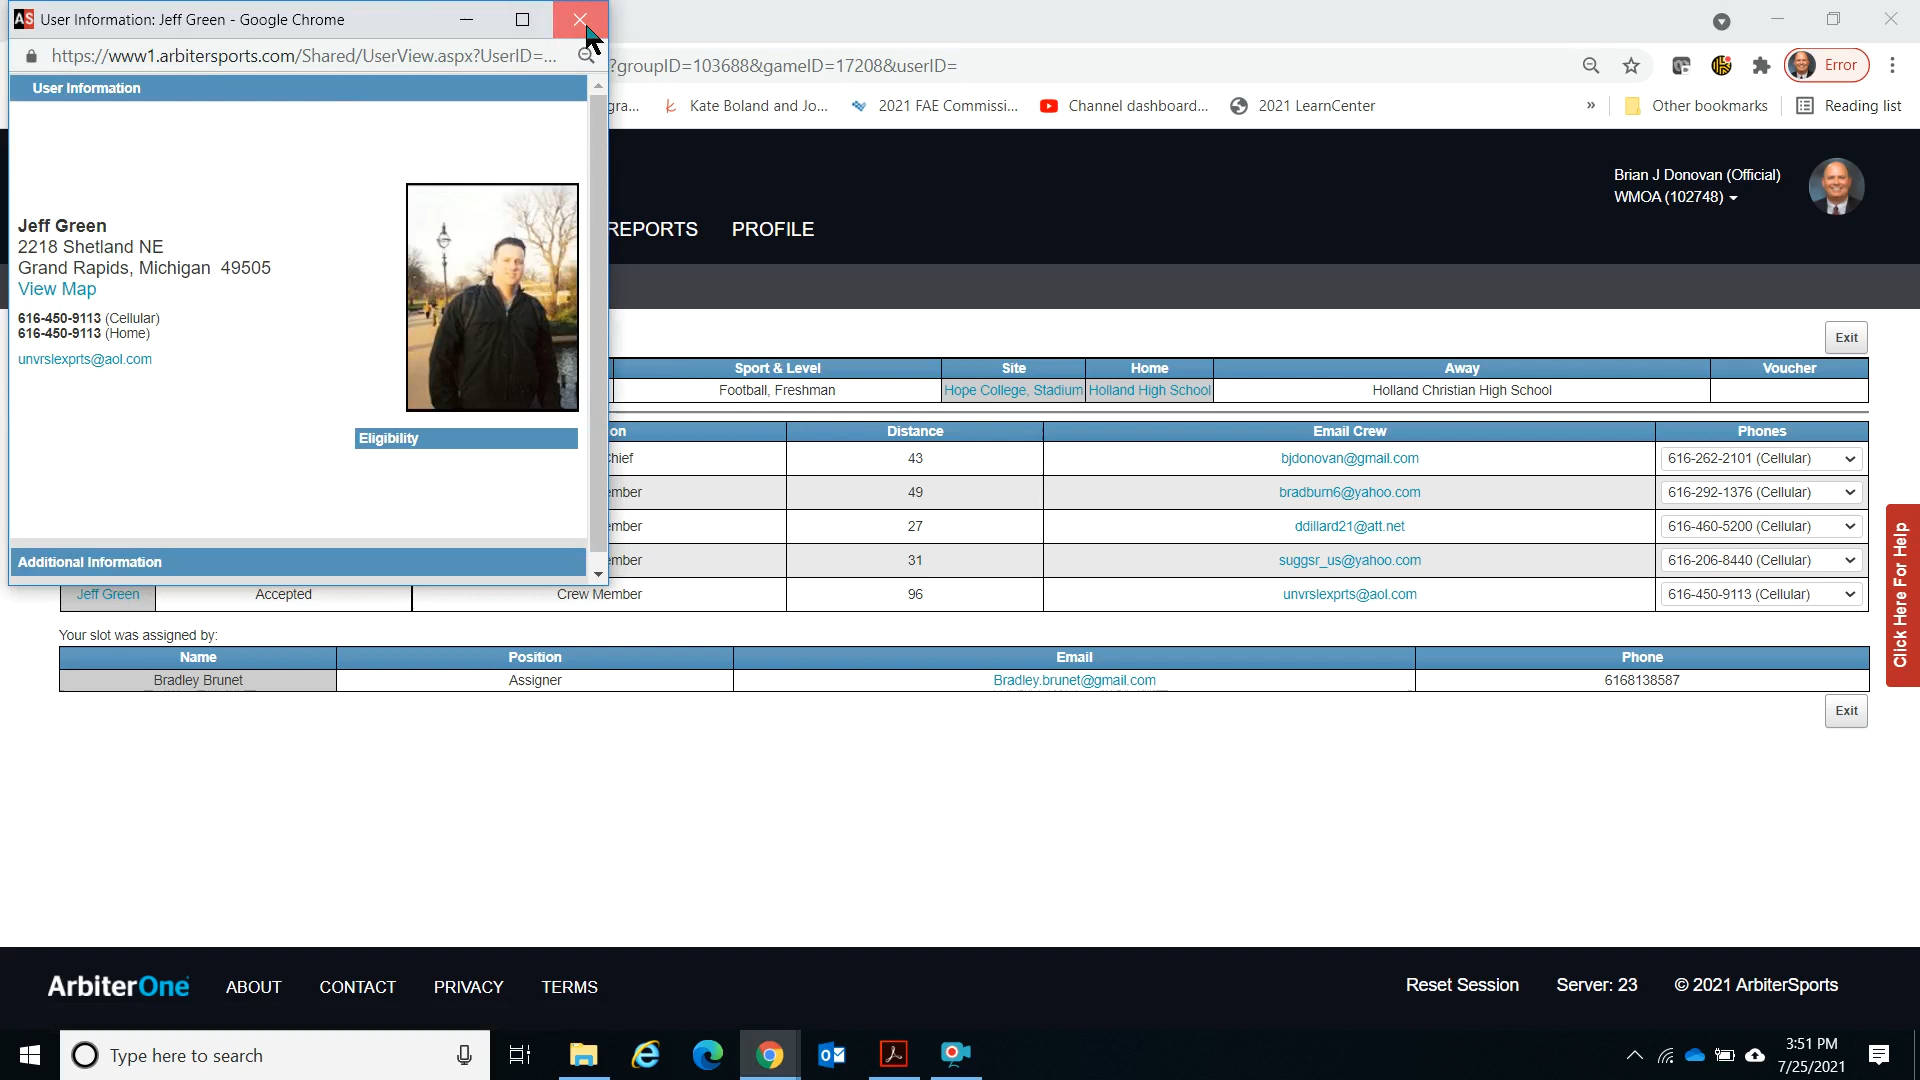 AS User Information: Jeff Green - Google Chrome
https://www1.arbitersports.com/Shared/UserView.aspx?UserID=...
User Information
Jeff Green
2218 Shetland NE
Grand Rapids, Michigan 49505
View Map
616-450-9113 (Cellular)
616-450-9113 (Home)
unvrslexprts@aol.com
Eligibility
Additional Information
?groupID=103688&gameID=17208&userID=
Error
gra...
Kate Boland and Jo...
2021 FAE Commissi...
Channel dashboard...
2021 LearnCenter
»
Other bookmarks
Reading list
Brian J Donovan (Official)
WMOA (102748)
REPORTS PROFILE
Exit
Sport & Level Site Home Away Voucher
Football, Freshman Hope College, Stadium Holland High School Holland Christian High School
on Distance Email Crew Phones
Chief 43 bjdonovan@gmail.com 616-262-2101 (Cellular)
ember 49 bradburn6@yahoo.com 616-292-1376 (Cellular)
ember 27 ddillard21@att.net 616-460-5200 (Cellular)
ember 31 suggsr_us@yahoo.com 616-206-8440 (Cellular)
Jeff Green Accepted Crew Member 96 unvrslexprts@aol.com 616-450-9113 (Cellular)
Click Here For Help
Your slot was assigned by:
Name Position Email Phone
Bradley Brunet Assigner Bradley.brunet@gmail.com 6168138587
Exit
ArbiterOne ABOUT CONTACT PRIVACY TERMS Reset Session Server: 23 © 2021 ArbiterSports
Type here to search
3:51 PM
7/25/2021